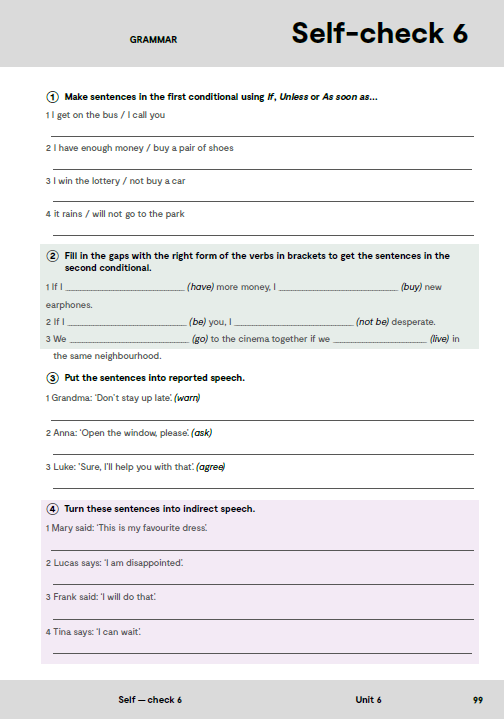 GRAMMAR
Self-check 6
1 Make sentences in the first conditional using If, Unless or As soon as...
1 I get on the bus / I call you
2 I have enough money / buy a pair of shoes
3 I win the lottery / not buy a car
4 it rains / will not go to the park
2 Fill in the gaps with the right form of the verbs in brackets to get the sentences in the
second conditional.
1 If I ______________ (have) more money, I ______________ (buy) new
earphones.
2 If I ______________ (be) you, I ______________ (not be) desperate.
3 We ______________ (go) to the cinema together if we ______________ (live) in
the same neighbourhood.
3 Put the sentences into reported speech.
1 Grandma: 'Don't stay up late'. (warn)
2 Anna: 'Open the window, please'. (ask)
3 Luke: 'Sure, I'll help you with that'. (agree)
4 Turn these sentences into indirect speech.
1 Mary said: 'This is my favourite dress'.
2 Lucas says: 'I am disappointed'.
3 Frank said: 'I will do that'.
4 Tina says: 'I can wait'.
Self — check 6
Unit 6
99